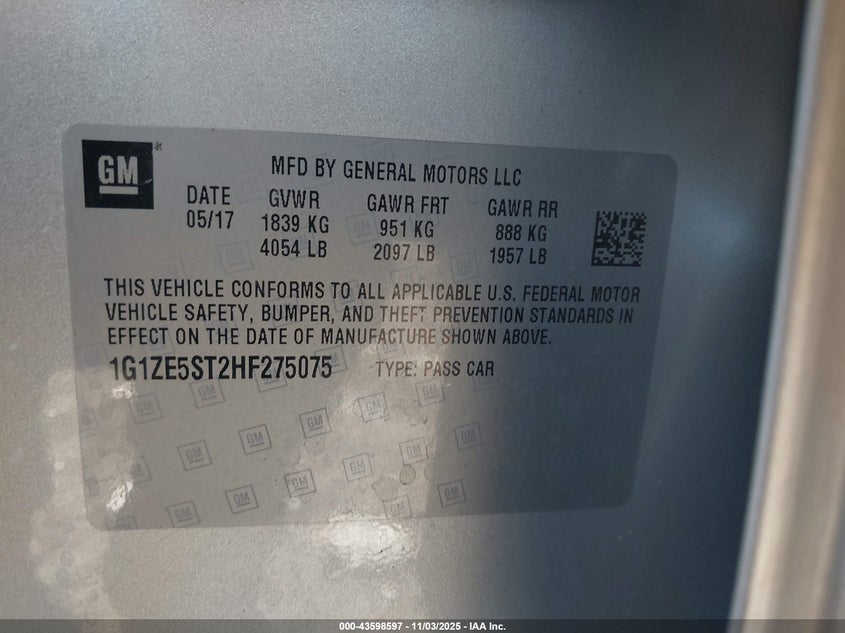 GM ®
MFD BY GENERAL MOTORS LLC
DATE GVWR GAWR FRT GAWR RR
05/17 1839 KG 951 KG 888 KG
4054 LB 2097 LB 1957 LB
THIS VEHICLE CONFORMS TO ALL APPLICABLE U.S. FEDERAL MOTOR
VEHICLE SAFETY, BUMPER, AND THEFT PREVENTION STANDARDS IN
EFFECT ON THE DATE OF MANUFACTURE SHOWN ABOVE.
1G1ZE5ST2HF275075 TYPE: PASS CAR
000-43598597 - 11/03/2025 - IAA Inc.